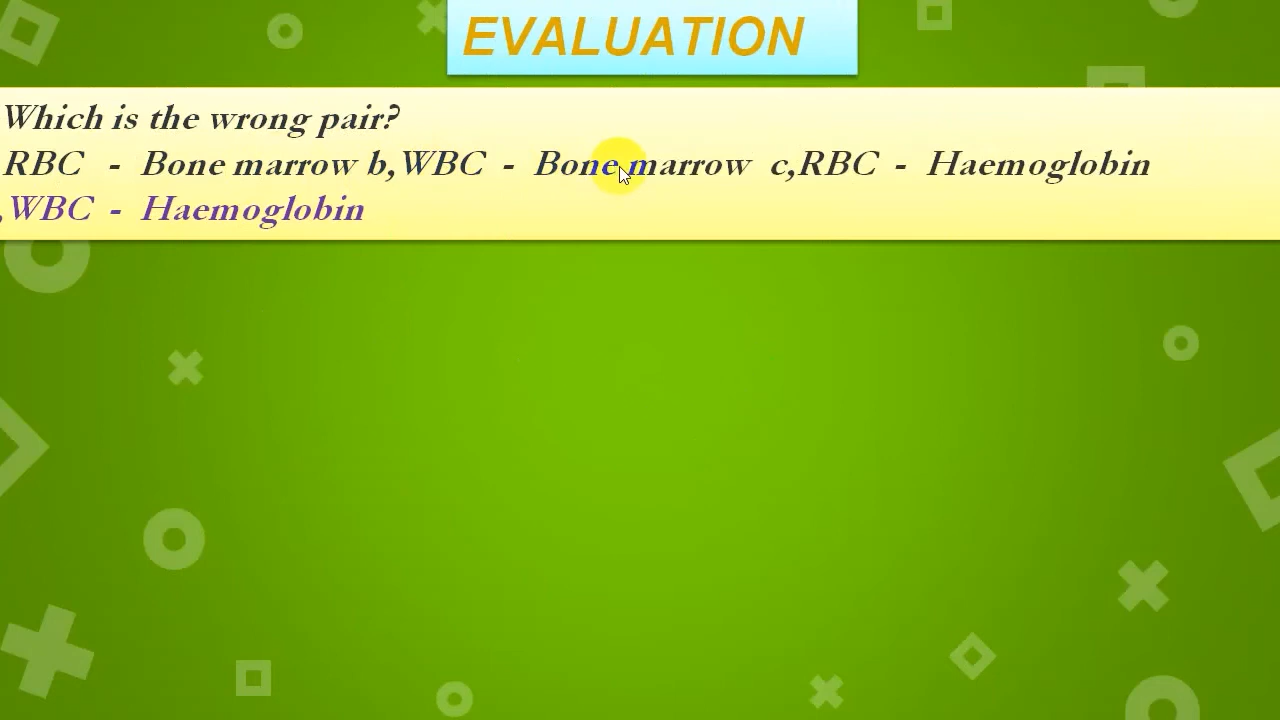 EVALUATION
Which is the wrong pair?
RBC - Bone marrow b,WBC - Bone marrow c,RBC - Haemoglobin
,WBC - Haemoglobin